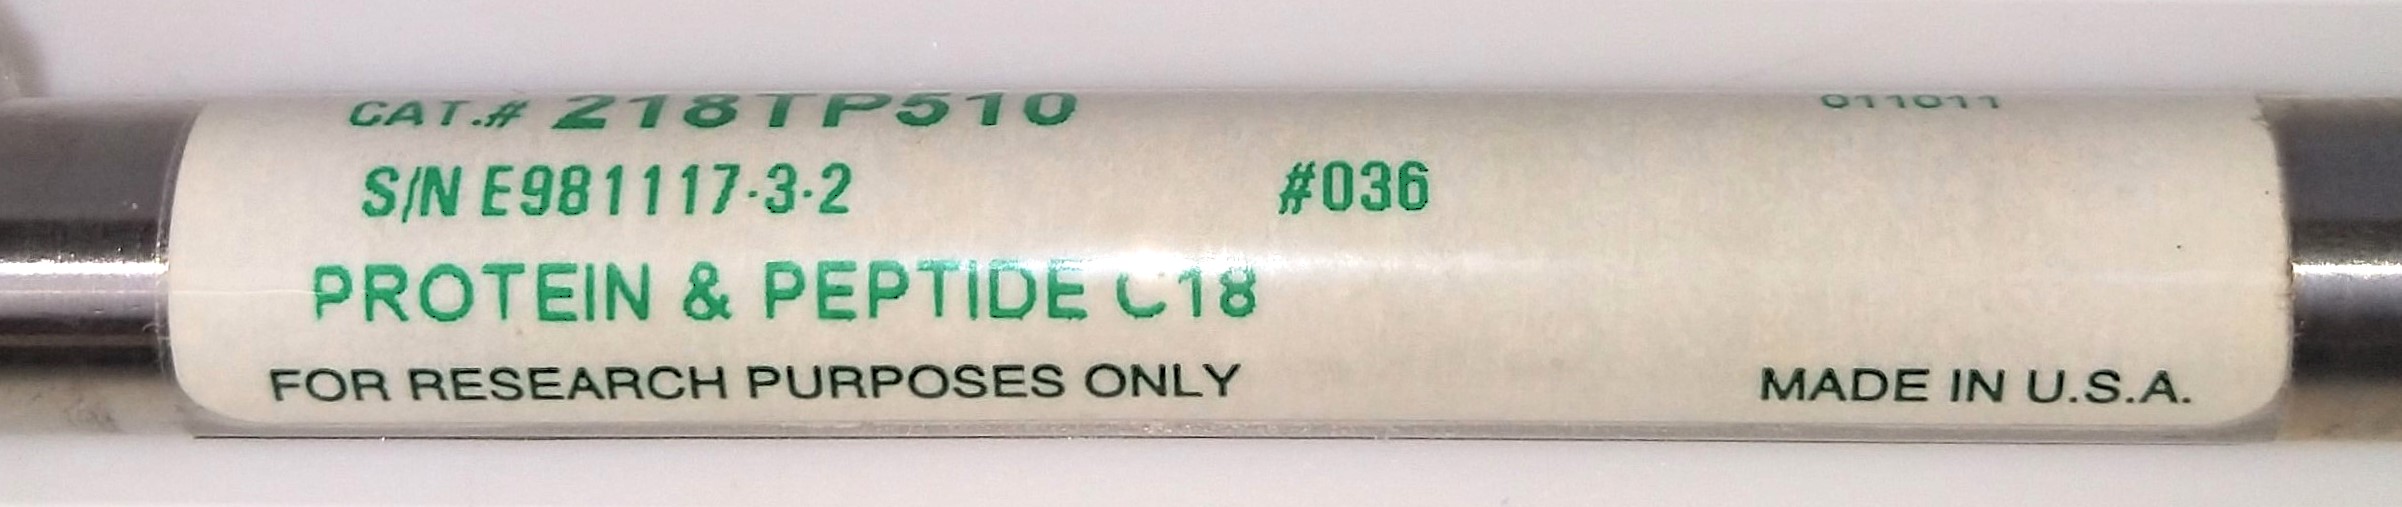 CAT.# 218TP510 011011
S/N E981117-3-2 #036
PROTEIN & PEPTIDE C18
FOR RESEARCH PURPOSES ONLY MADE IN U.S.A.